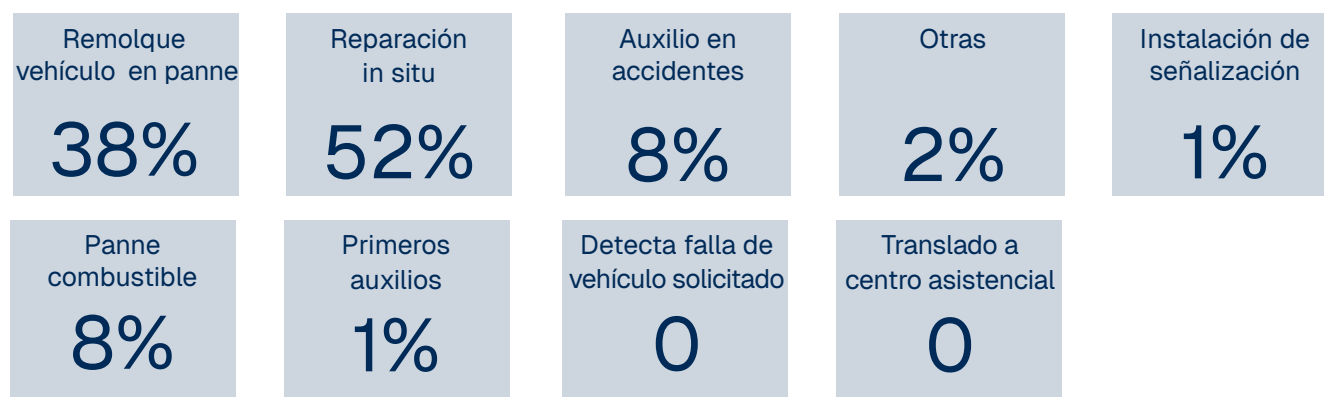 Remolque
vehículo en panne
38%
Reparación
in situ
52%
Auxilio en
accidentes
8%
Otras
2%
Instalación de
señalización
1%
Panne
combustible
8%
Primeros
auxilios
1%
Detecta falla de
vehículo solicitado
0
Translado a
centro asistencial
0